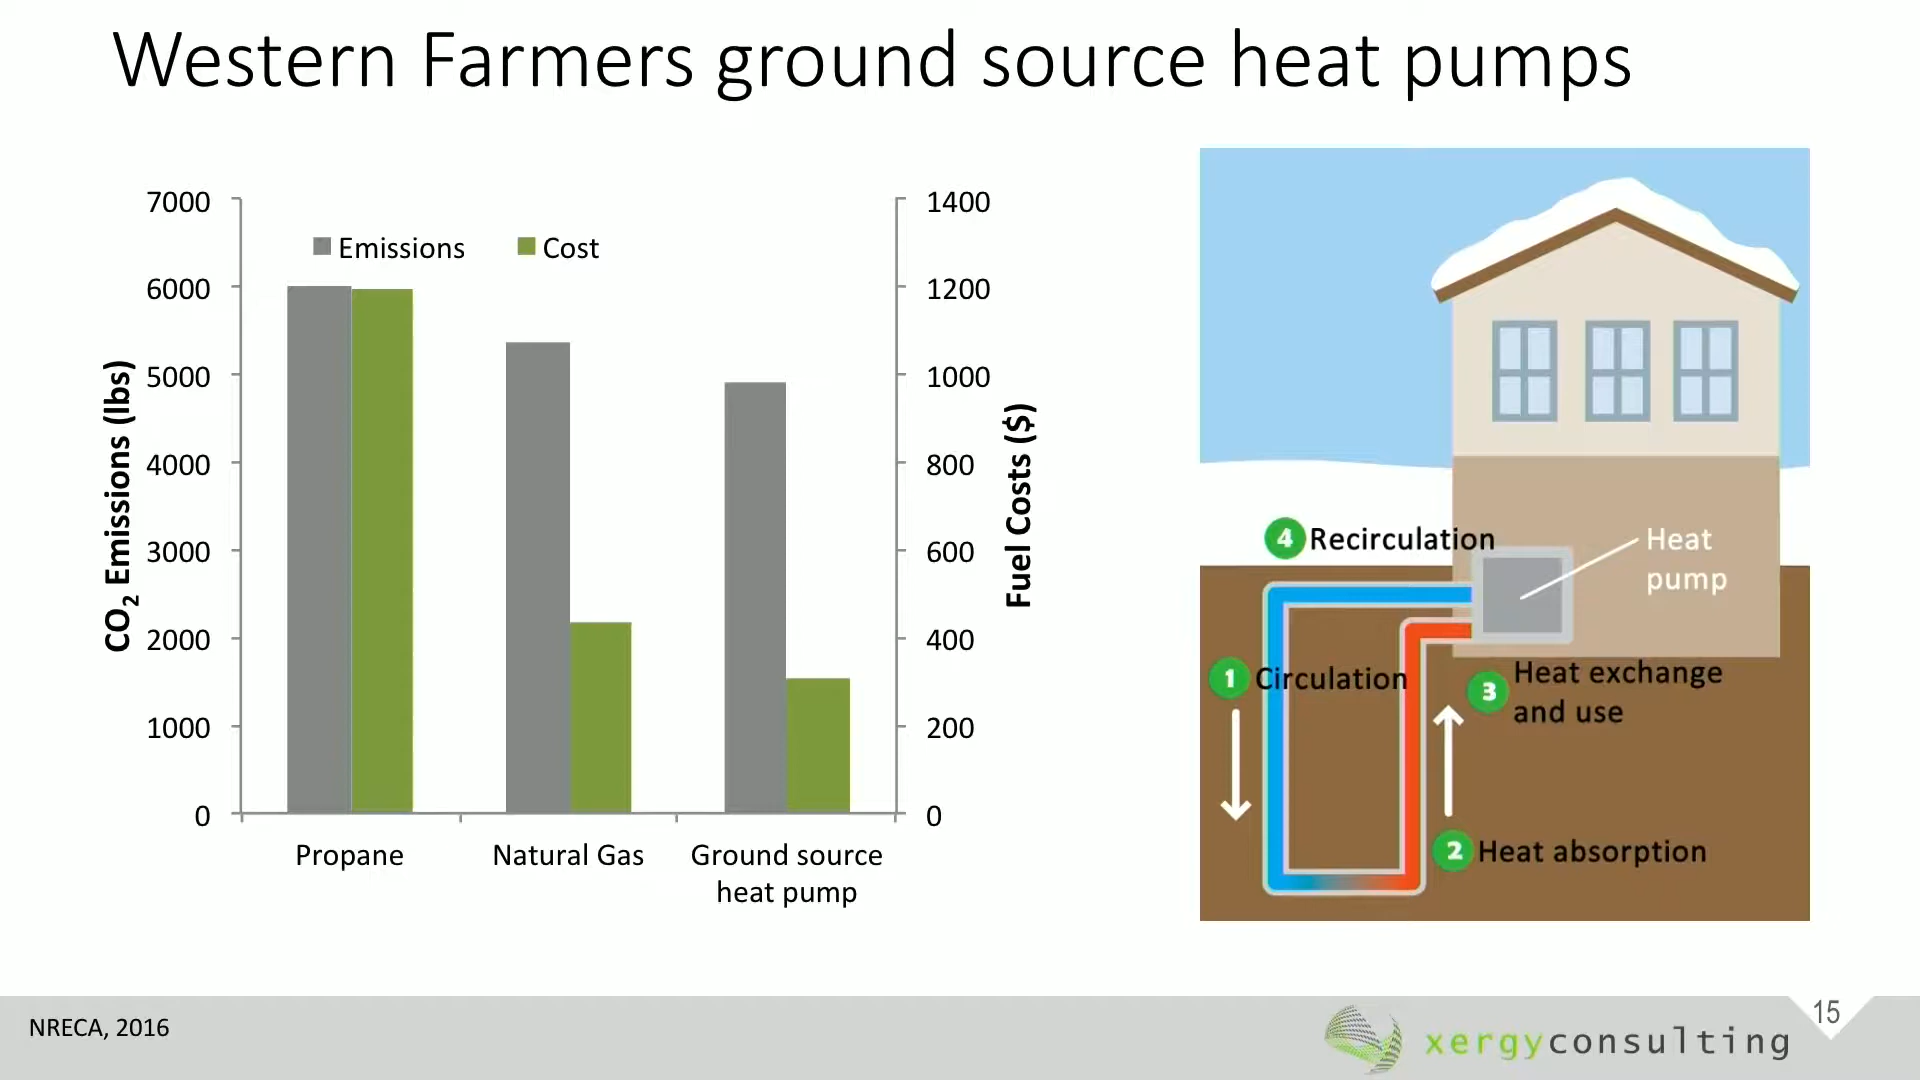 Western Farmers ground source heat pumps
7000
6000
5000
4000
3000
2000
1000
0
CO2 Emissions (lbs)
Emissions
Cost
1400
1200
1000
800
600
400
200
0
Fuel Costs ($)
Propane
Natural Gas
Ground source
heat pump
4 Recirculation
Heat
pump
1 Circulation
3 Heat exchange
and use
2 Heat absorption
NRECA, 2016
xergyconsulting
15